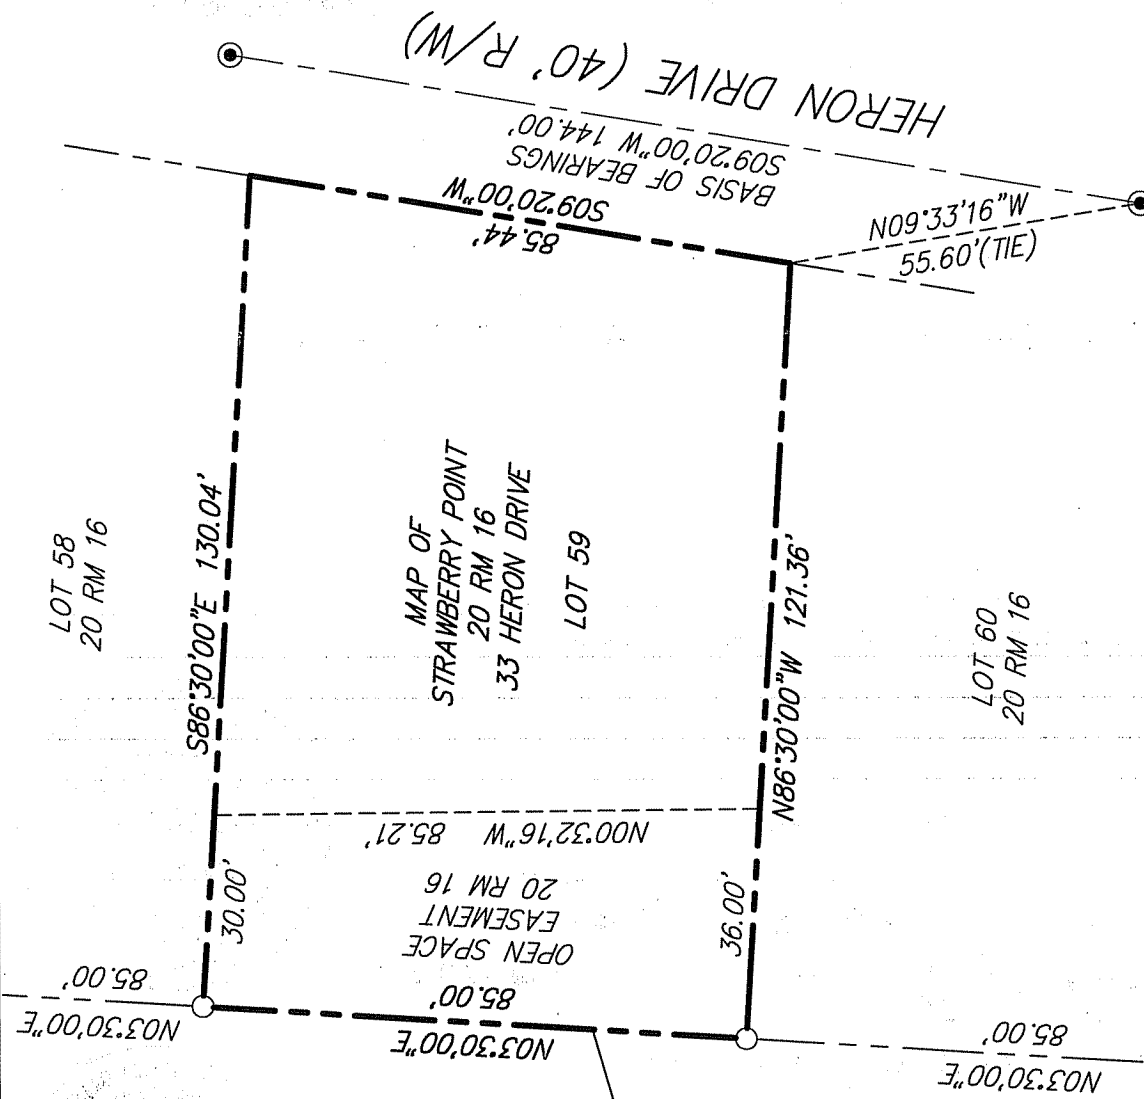 HERON DRIVE (40' R/W)
BASIS OF BEARINGS
S09°20'00"W 144.00'
S09°20'00"W
85.44'
N09°33'16"W
55.60'(TIE)
LOT 58
20 RM 16
S86°30'00"E 130.04'
MAP OF
STRAWBERRY POINT
20 RM 16
33 HERON DRIVE
LOT 59
N86°30'00"W 121.36'
LOT 60
20 RM 16
N00°32'16"W 85.21'
OPEN SPACE
EASEMENT
20 RM 16
30.00'
36.00'
N03°30'00"E
85.00'
N03°30'00"E
85.00'
N03°30'00"E
85.00'